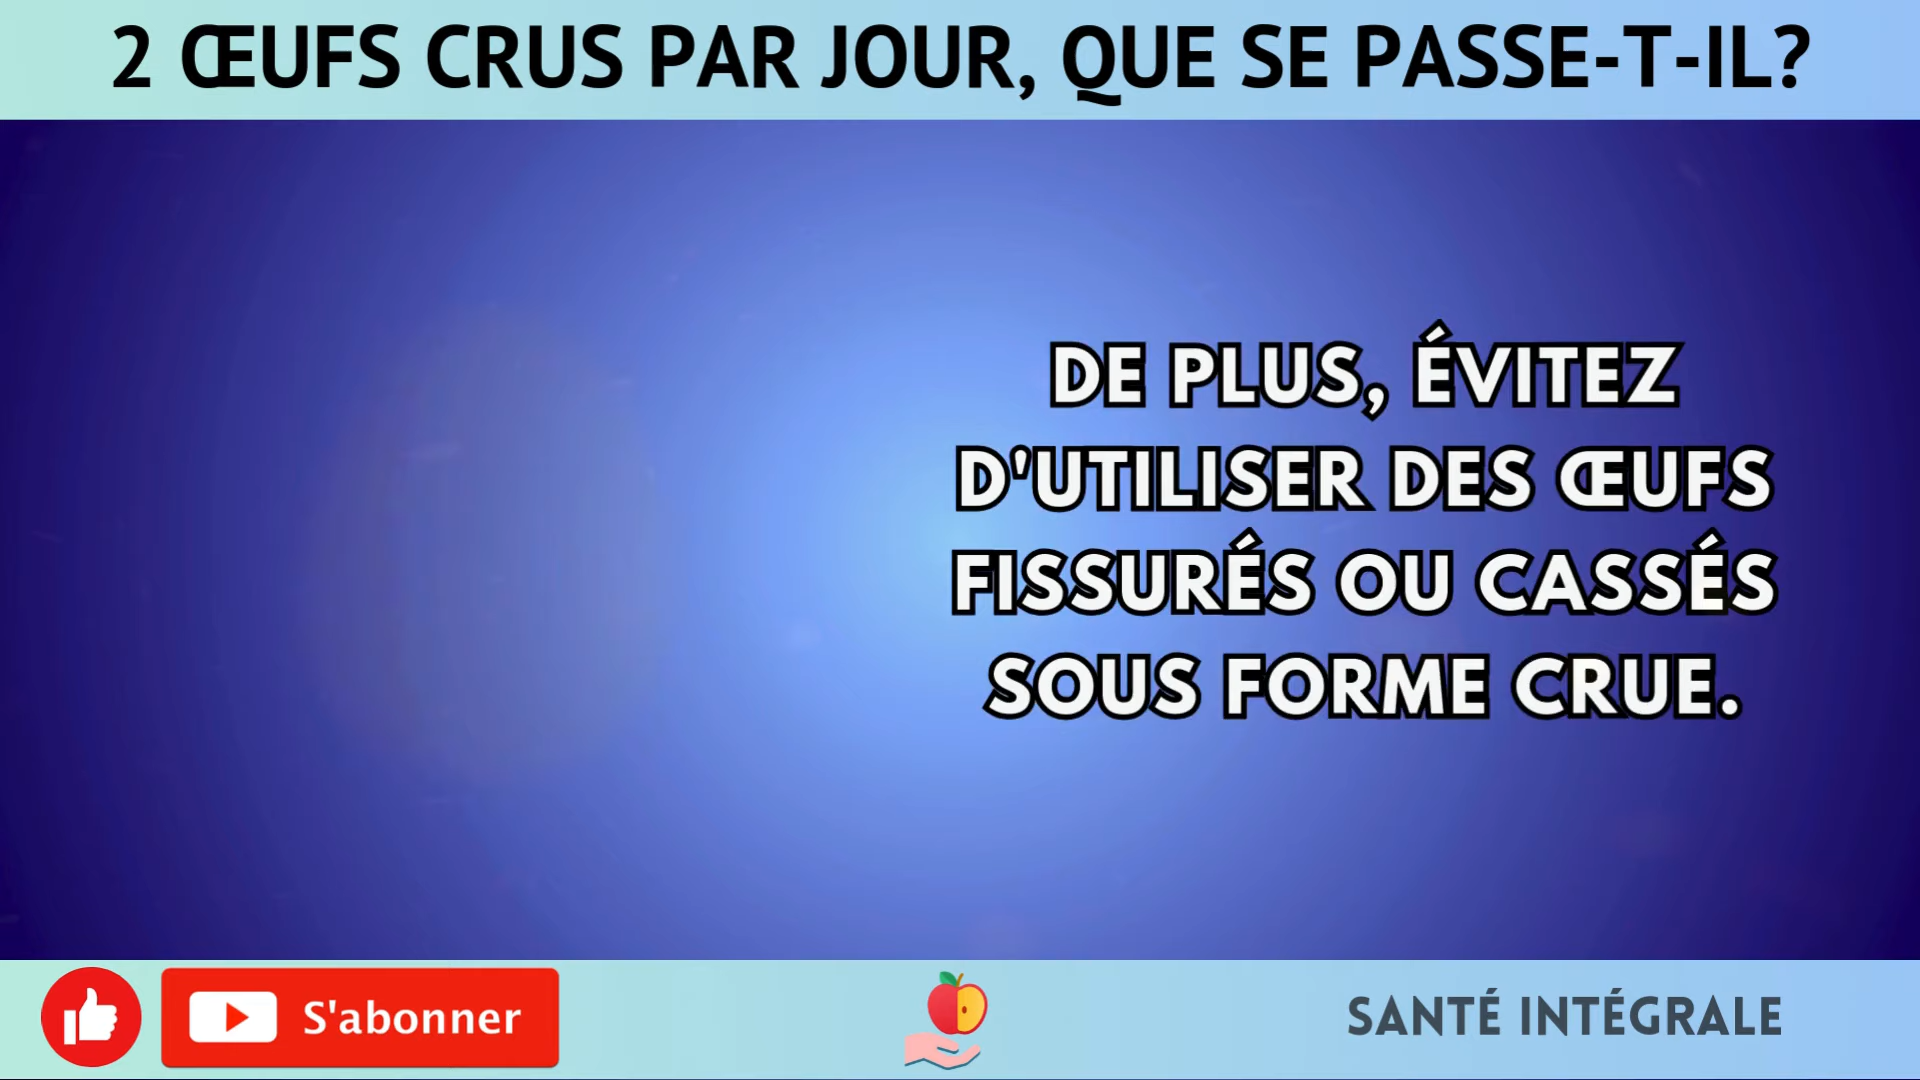 2 ŒUFS CRUS PAR JOUR, QUE SE PASSE-T-IL?
DE PLUS, ÉVITEZ
D'UTILISER DES ŒUFS
FISSURÉS OU CASSÉS
SOUS FORME CRUE.
S'abonner
SANTÉ INTÉGRALE